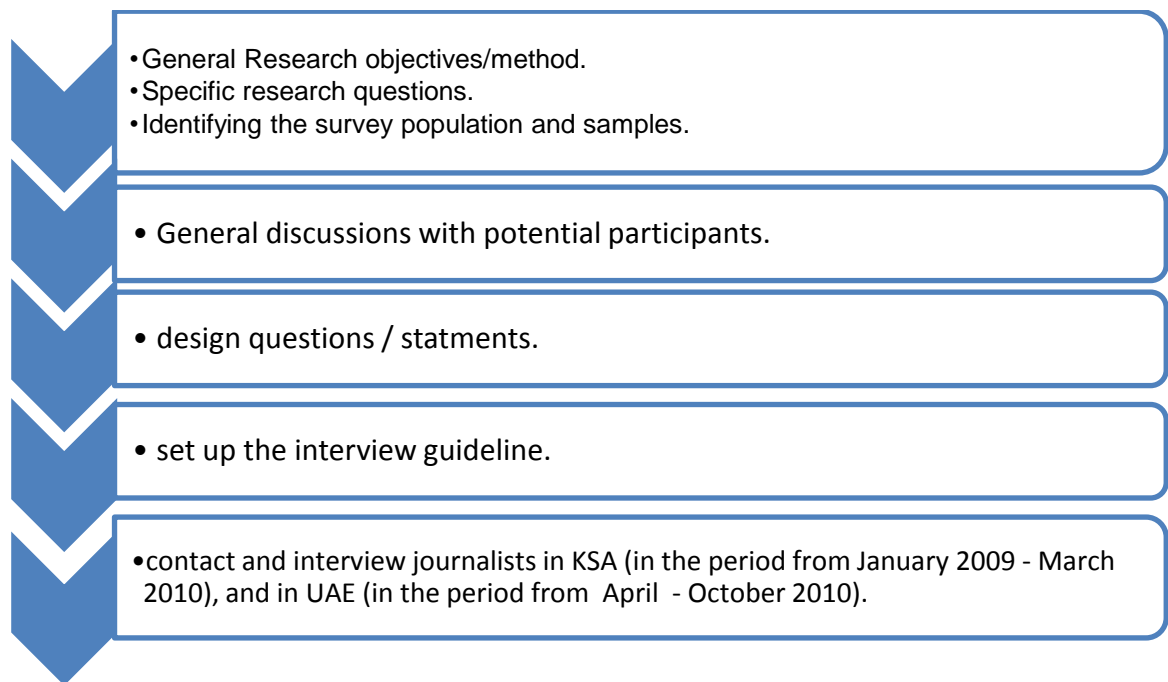 •General Research objectives/method.
•Specific research questions.
•Identifying the survey population and samples.
• General discussions with potential participants.
• design questions / statments.
• set up the interview guideline.
•contact and interview journalists in KSA (in the period from January 2009 - March
2010), and in UAE (in the period from  April  - October 2010).